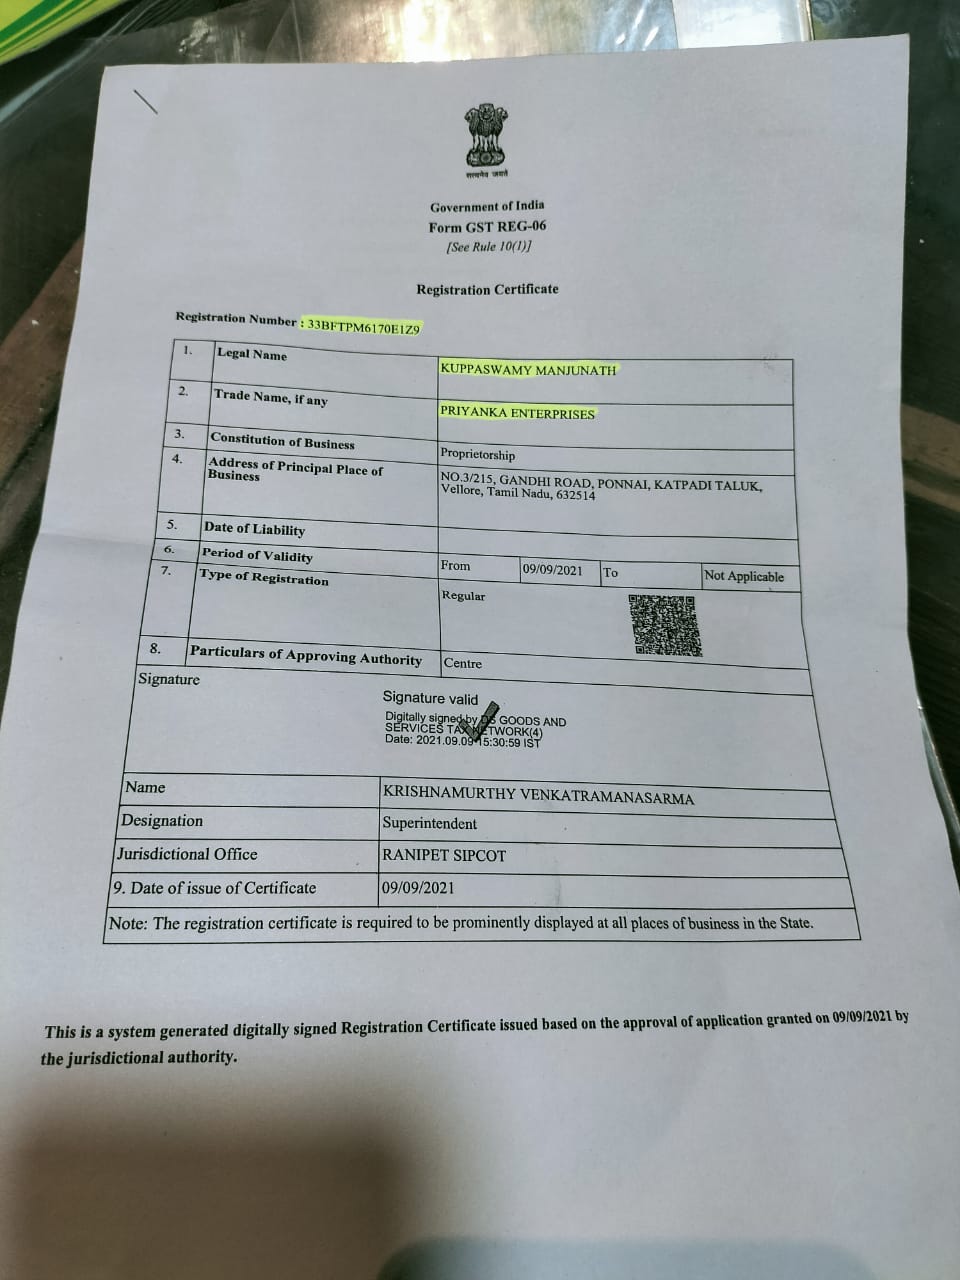 सत्यमेव जयते
Government of India
Form GST REG-06
[See Rule 10(1)]
Registration Certificate
Registration Number : 33BFTPM6170E1Z9
1. Legal Name KUPPASWAMY MANJUNATH
2. Trade Name, if any PRIYANKA ENTERPRISES
3. Constitution of Business Proprietorship
4. Address of Principal Place of
Business
NO.3/215, GANDHI ROAD, PONNAI, KATPADI TALUK,
Vellore, Tamil Nadu, 632514
5. Date of Liability
6. Period of Validity From 09/09/2021 To Not Applicable
7. Type of Registration Regular
8. Particulars of Approving Authority Centre
Signature
Signature valid
Digitally signed by DS GOODS AND
SERVICES TAX NETWORK(4)
Date: 2021.09.09 15:30:59 IST
Name KRISHNAMURTHY VENKATRAMANASARMA
Designation Superintendent
Jurisdictional Office RANIPET SIPCOT
9. Date of issue of Certificate 09/09/2021
Note: The registration certificate is required to be prominently displayed at all places of business in the State.
This is a system generated digitally signed Registration Certificate issued based on the approval of application granted on 09/09/2021 by
the jurisdictional authority.